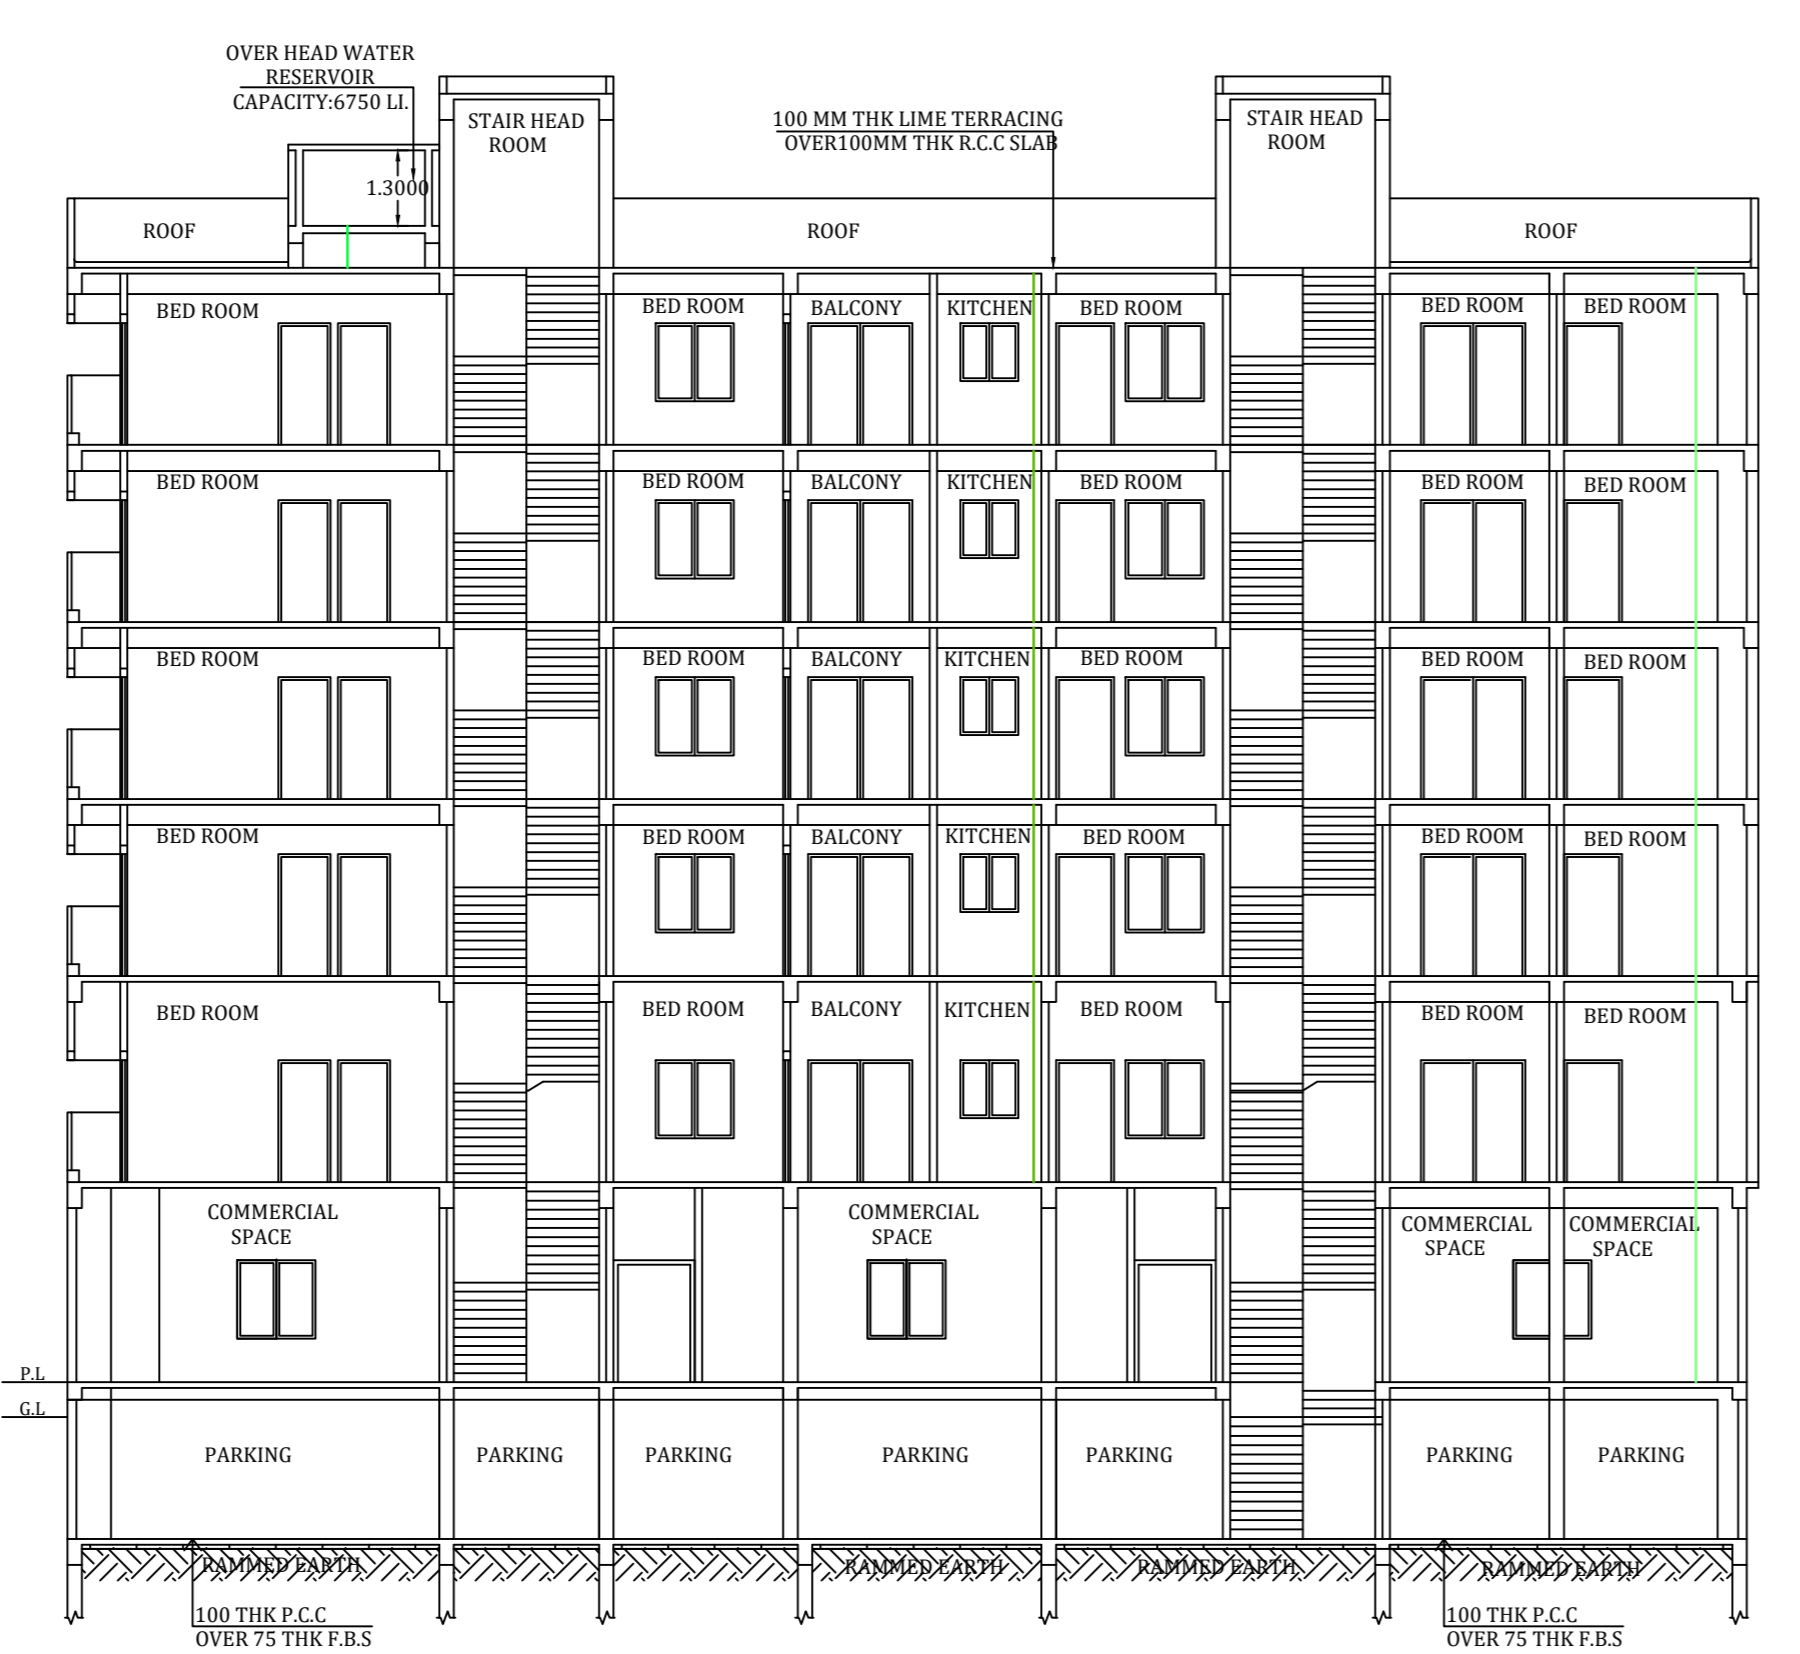 OVER HEAD WATER
RESERVOIR
CAPACITY:6750 LI.
STAIR HEAD
ROOM
100 MM THK LIME TERRACING
OVER100MM THK R.C.C SLAB
STAIR HEAD
ROOM
1.3000
ROOF
ROOF
ROOF
BED ROOM
BED ROOM
BALCONY
KITCHEN
BED ROOM
BED ROOM
BED ROOM
BED ROOM
BED ROOM
BALCONY
KITCHEN
BED ROOM
BED ROOM
BED ROOM
BED ROOM
BED ROOM
BALCONY
KITCHEN
BED ROOM
BED ROOM
BED ROOM
BED ROOM
BED ROOM
BALCONY
KITCHEN
BED ROOM
BED ROOM
BED ROOM
BED ROOM
BED ROOM
BALCONY
KITCHEN
BED ROOM
BED ROOM
BED ROOM
COMMERCIAL
SPACE
COMMERCIAL
SPACE
COMMERCIAL
SPACE
COMMERCIAL
SPACE
P.L
G.L
PARKING
PARKING
PARKING
PARKING
PARKING
PARKING
PARKING
RAMMED EARTH
RAMMED EARTH
RAMMED EARTH
RAMMED EARTH
100 THK P.C.C
OVER 75 THK F.B.S
100 THK P.C.C
OVER 75 THK F.B.S